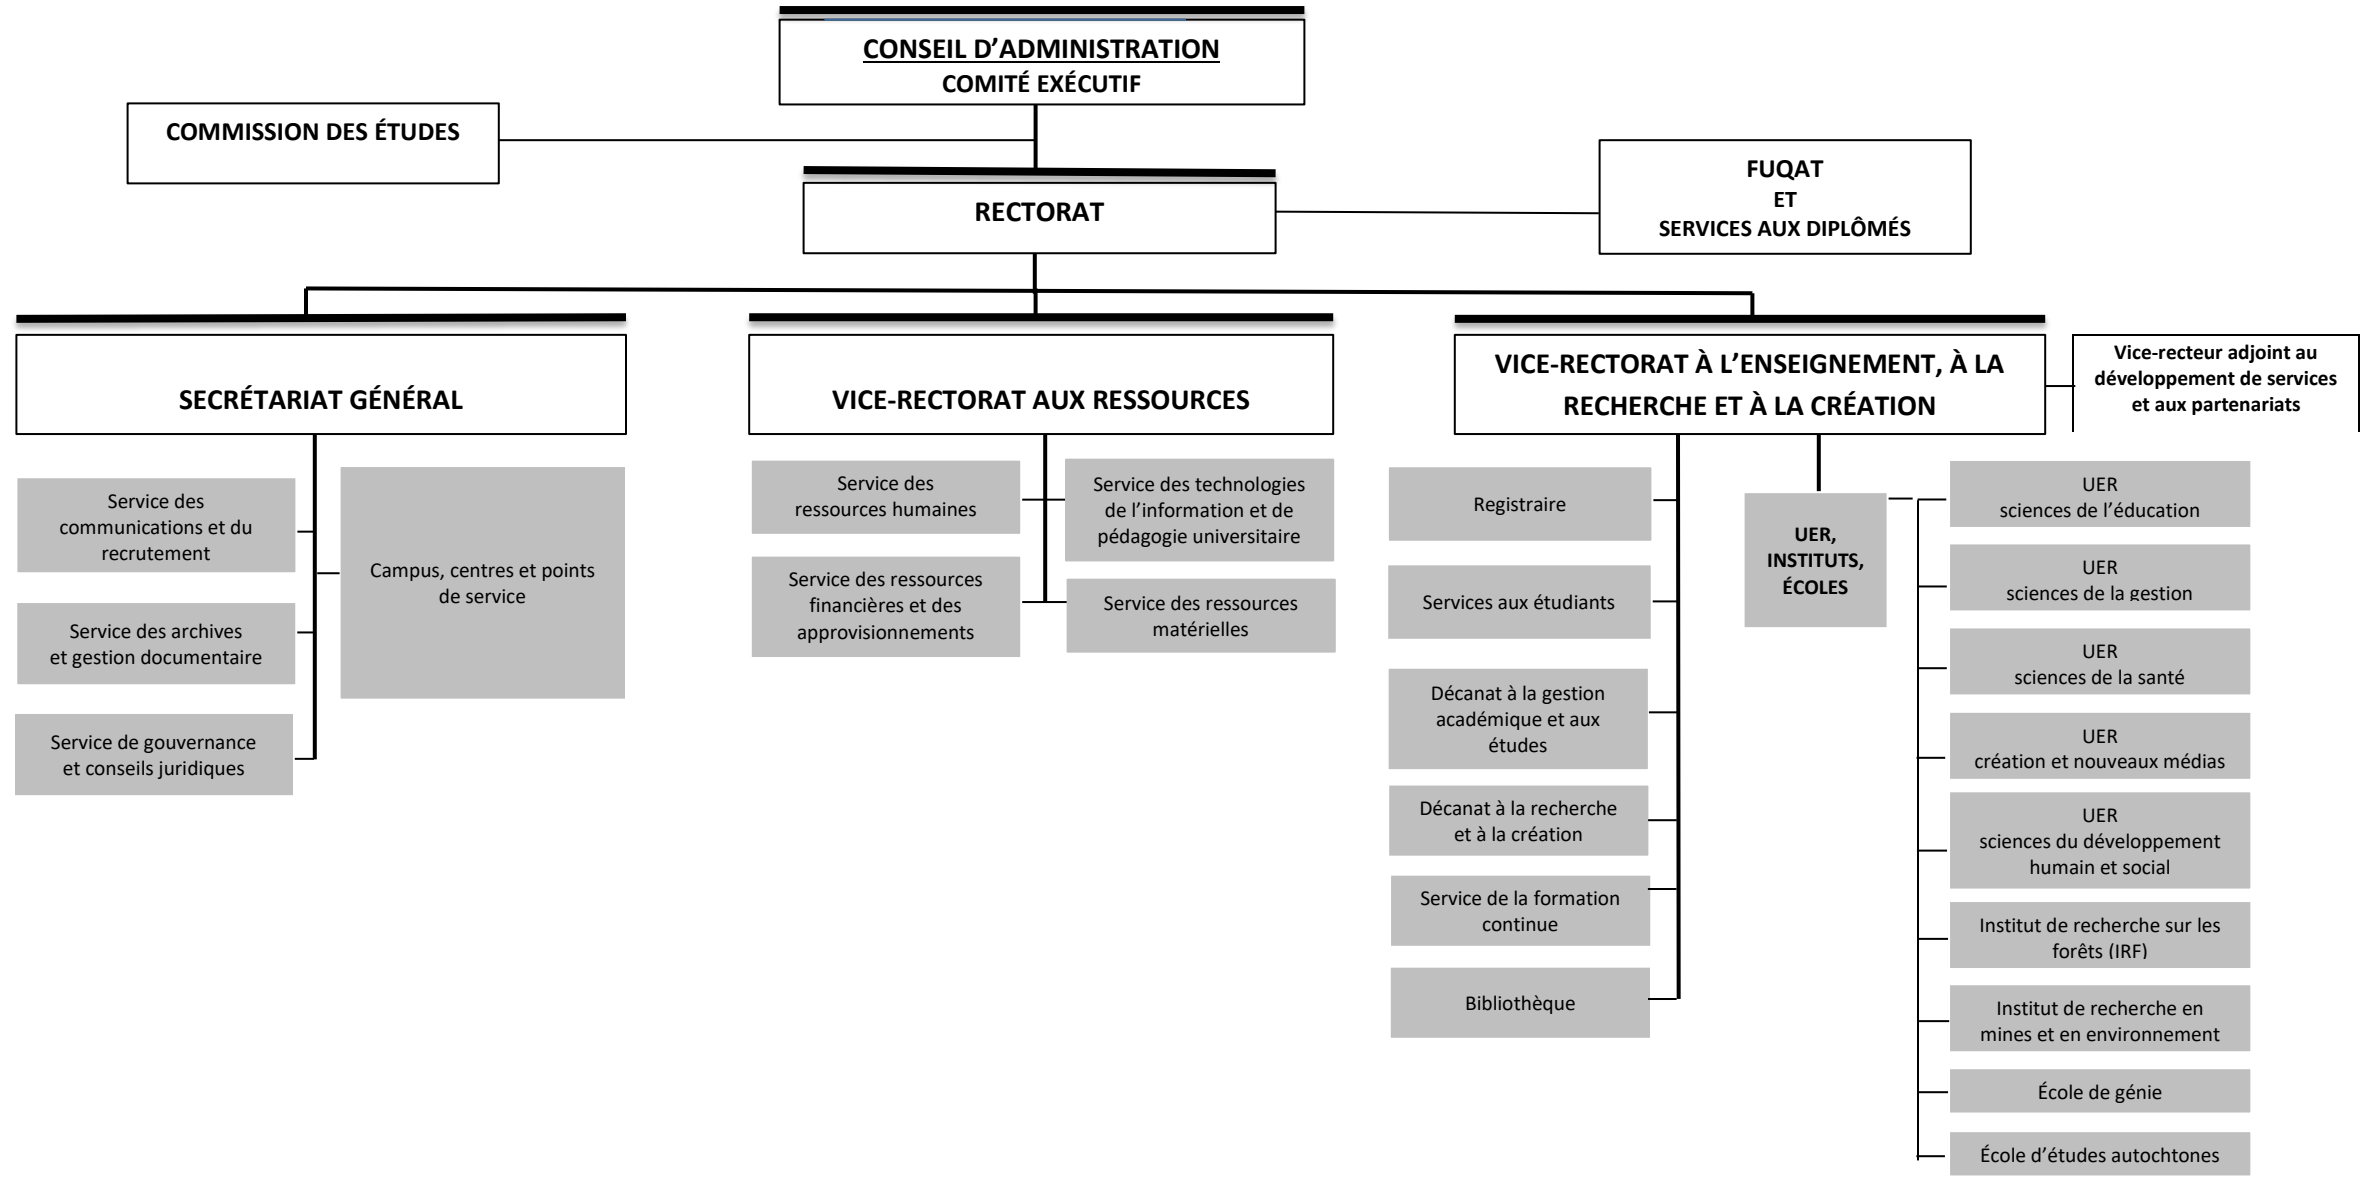 CONSEIL D’ADMINISTRATION
COMITÉ EXÉCUTIF
COMMISSION DES ÉTUDES
FUQAT
ET
SERVICES AUX DIPLÔMÉS
RECTORAT
SECRÉTARIAT GÉNÉRAL
VICE-RECTORAT AUX RESSOURCES
VICE-RECTORAT À L’ENSEIGNEMENT, À LA
RECHERCHE ET À LA CRÉATION
Vice-recteur adjoint au
développement de services
et aux partenariats
Service des
communications et du
recrutement
Service des archives
et gestion documentaire
Service de gouvernance
et conseils juridiques
Campus, centres et points
de service
Service des
ressources humaines
Service des ressources
financières et des
approvisionnements
Service des technologies
de l’information et de
pédagogie universitaire
Service des ressources
matérielles
Registraire
Services aux étudiants
Décanat à la gestion
académique et aux
études
Décanat à la recherche
et à la création
Service de la formation
continue
Bibliothèque
UER,
INSTITUTS,
ÉCOLES
UER
sciences de l’éducation
UER
sciences de la gestion
UER
sciences de la santé
UER
création et nouveaux médias
UER
sciences du développement
humain et social
Institut de recherche sur les
forêts (IRF)
Institut de recherche en
mines et en environnement
École de génie
École d’études autochtones